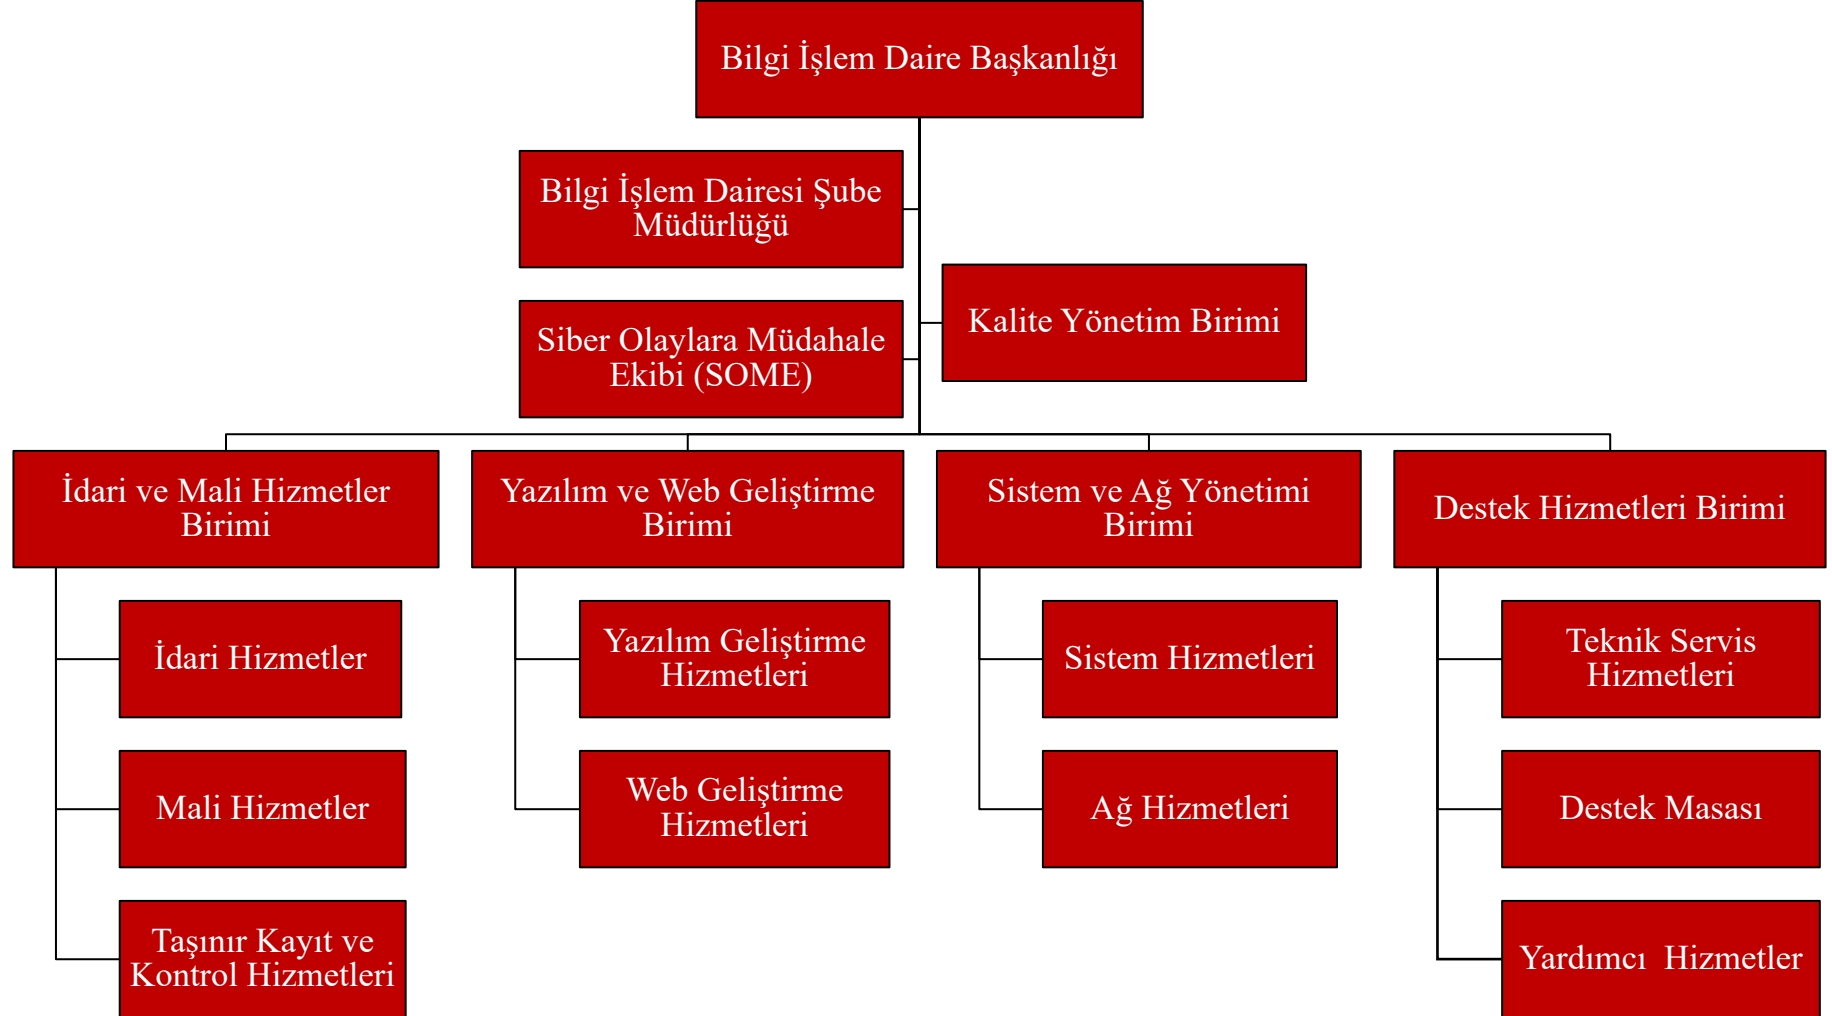 Bilgi İşlem Daire Başkanlığı
Bilgi İşlem Dairesi Şube
Müdürlüğü
Kalite Yönetim Birimi
Siber Olaylara Müdahale
Ekibi (SOME)
İdari ve Mali Hizmetler
Birimi
Yazılım ve Web Geliştirme
Birimi
Sistem ve Ağ Yönetimi
Birimi
Destek Hizmetleri Birimi
İdari Hizmetler
Yazılım Geliştirme
Hizmetleri
Sistem Hizmetleri
Teknik Servis
Hizmetleri
Mali Hizmetler
Web Geliştirme
Hizmetleri
Ağ Hizmetleri
Destek Masası
Taşınır Kayıt ve
Kontrol Hizmetleri
Yardımcı  Hizmetler